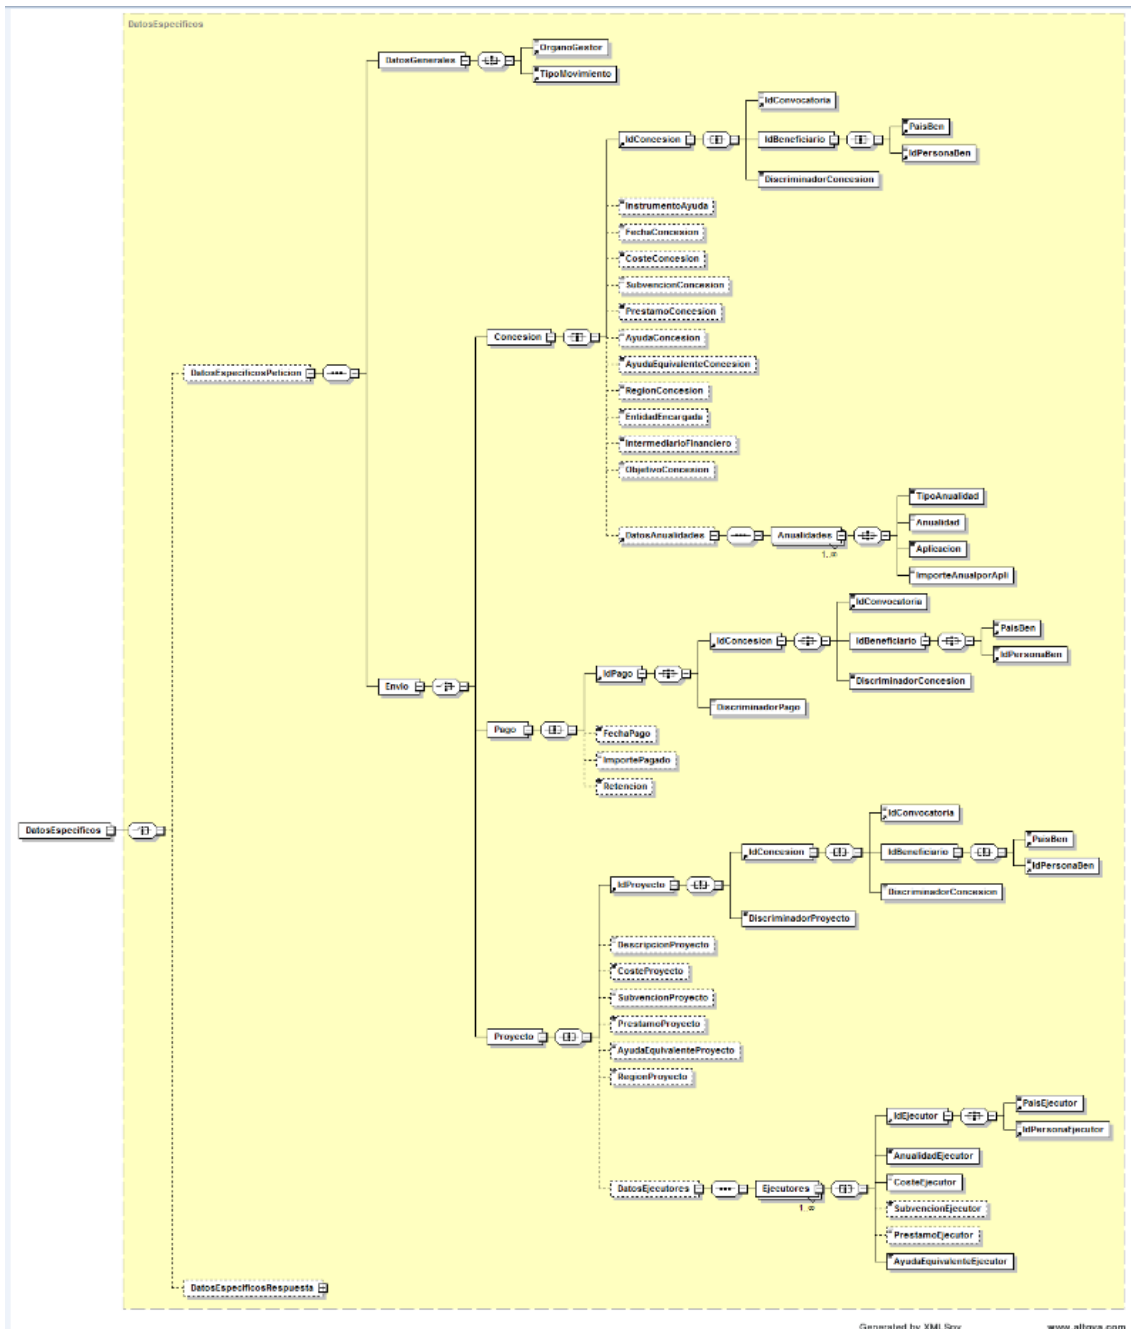 DatosEspecificos
OrganoGestor
DatosGenerales
TipoMovimiento
IdConvocatoria
PaisBen
IdConcesion
IdBeneficiario
IdPersonaBen
DiscriminadorConcesion
InstrumentoAyuda
FechaConcesion
CosteConcesion
SubvencionConcesion
PrestamoConcesion
Concesion
AyudaConcesion
AyudaEquivalenteConcesion
DatosEspecificosPeticion
RegionConcesion
EntidadEncargada
IntermediarioFinanciero
ObjetivoConcesion
TipoAnualidad
Anualidad
DatosAnualidades
Anualidades
Aplicacion
1..∞
ImporteAnualporApli
IdConvocatoria
PaisBen
IdConcesion
IdBeneficiario
IdPersonaBen
IdPago
DiscriminadorConcesion
Envio
DiscriminadorPago
Pago
FechaPago
ImportePagado
Retencion
IdConvocatoria
DatosEspecificos
PaisBen
IdConcesion
IdBeneficiario
IdPersonaBen
IdProyecto
DiscriminadorConcesion
DiscriminadorProyecto
DescripcionProyecto
CosteProyecto
SubvencionProyecto
PrestamoProyecto
Proyecto
AyudaEquivalenteProyecto
RegionProyecto
PaisEjecutor
IdEjecutor
IdPersonaEjecutor
AnualidadEjecutor
DatosEjecutores
Ejecutores
CosteEjecutor
1..∞
SubvencionEjecutor
PrestamoEjecutor
AyudaEquivalenteEjecutor
DatosEspecificosRespuesta
Generated by XMLSpy
www.altova.com